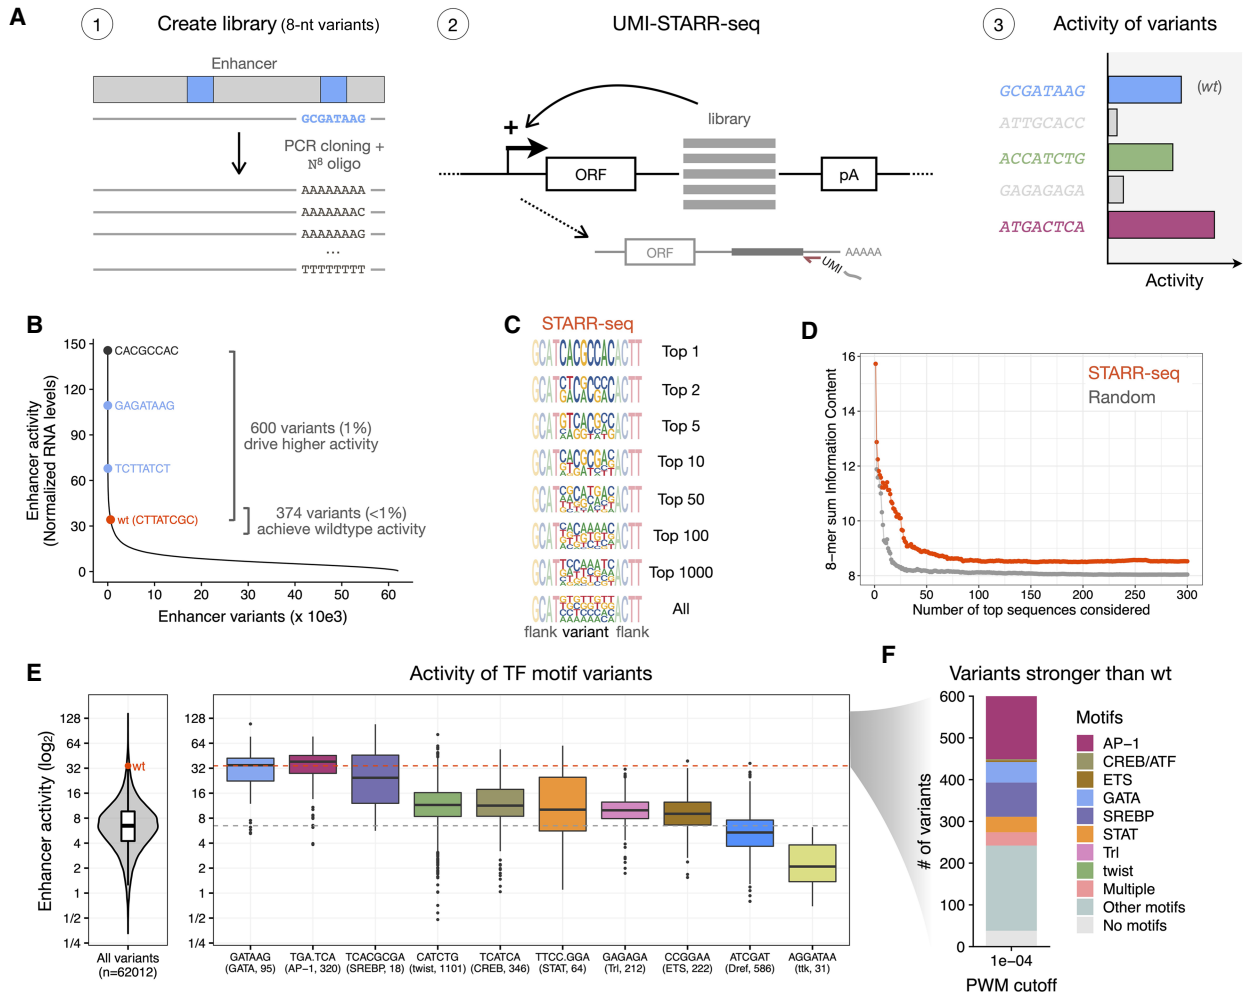 A
1
Create library (8-nt variants)
Enhancer
GCGATAAG
PCR cloning +
N8 oligo
AAAAAAAA
AAAAAAAC
AAAAAAAG
...
TTTTTTTT
2
UMI-STARR-seq
+
library
ORF
pA
ORF
AAAAA
UMI
3
Activity of variants
GCGATAAG
(wt)
ATTGCACC
ACCATCTG
GAGAGAGA
ATGACTCA
Activity
B
Enhancer activity
(Normalized RNA levels)
150
120
90
60
30
0
CACGCCAC
GAGATAAG
TCTTATCT
wt (CTTATCGC)
600 variants (1%)
drive higher activity
374 variants (<1%)
achieve wildtype activity
0 10 20 30 40 50 60
Enhancer variants (x 10e3)
C
STARR-seq
GCATCACGCCACACTT Top 1
Top 2
Top 5
Top 10
Top 50
Top 100
Top 1000
All
flank variant flank
D
8-mer sum Information Content
16
14
12
10
8
STARR-seq
Random
0 50 100 150 200 250 300
Number of top sequences considered
E
Activity of TF motif variants
Enhancer activity (log2)
128
64
32
16
8
4
2
1
1/2
1/4
wt
All variants
(n=62012)
128
64
32
16
8
4
2
1
1/2
1/4
GATAAG
(GATA, 95)
TGA.TCA
(AP-1, 320)
TCACGCGA
(SREBP, 18)
CATCTG
(twist, 1101)
TCATCA
(CREB, 346)
TTCC.GGA
(STAT, 64)
GAGAGA
(Trl, 212)
CCGGAA
(ETS, 222)
ATCGAT
(Dref, 586)
AGGATAA
(ttk, 31)
F
Variants stronger than wt
# of variants
600
400
300
200
100
0
1e-04
PWM cutoff
Motifs
AP-1
CREB/ATF
ETS
GATA
SREBP
STAT
Trl
twist
Multiple
Other motifs
No motifs